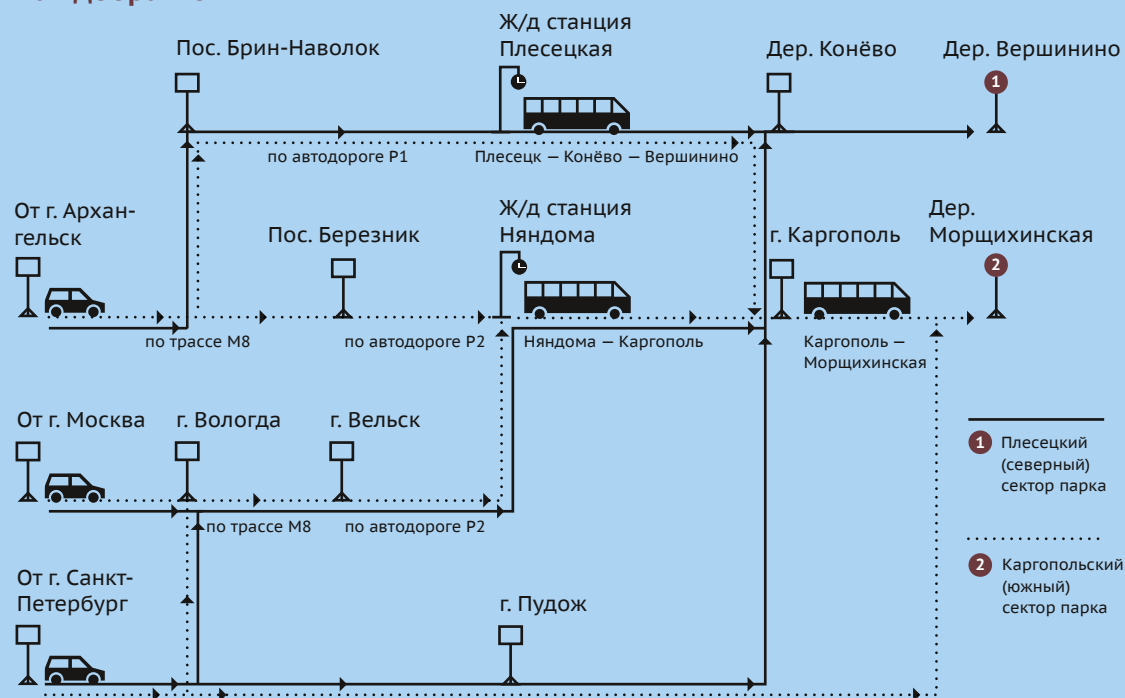 Ж/д станция
Плесецкая
Пос. Брин-Наволок
Дер. Конёво
Дер. Вершинино
1
по автодороге Р1
Плесецк — Конёво — Вершинино
От г. Архан-
гельск
Пос. Березник
Ж/д станция
Няндома
г. Каргополь
Дер.
Морщихинская
2
по трассе М8
по автодороге Р2
Няндома — Каргополь
Каргополь —
Морщихинская
От г. Москва
г. Вологда
г. Вельск
по трассе М8
по автодороге Р2
1 Плесецкий
(северный)
сектор парка
2 Каргопольский
(южный)
сектор парка
От г. Санкт-
Петербург
г. Пудож